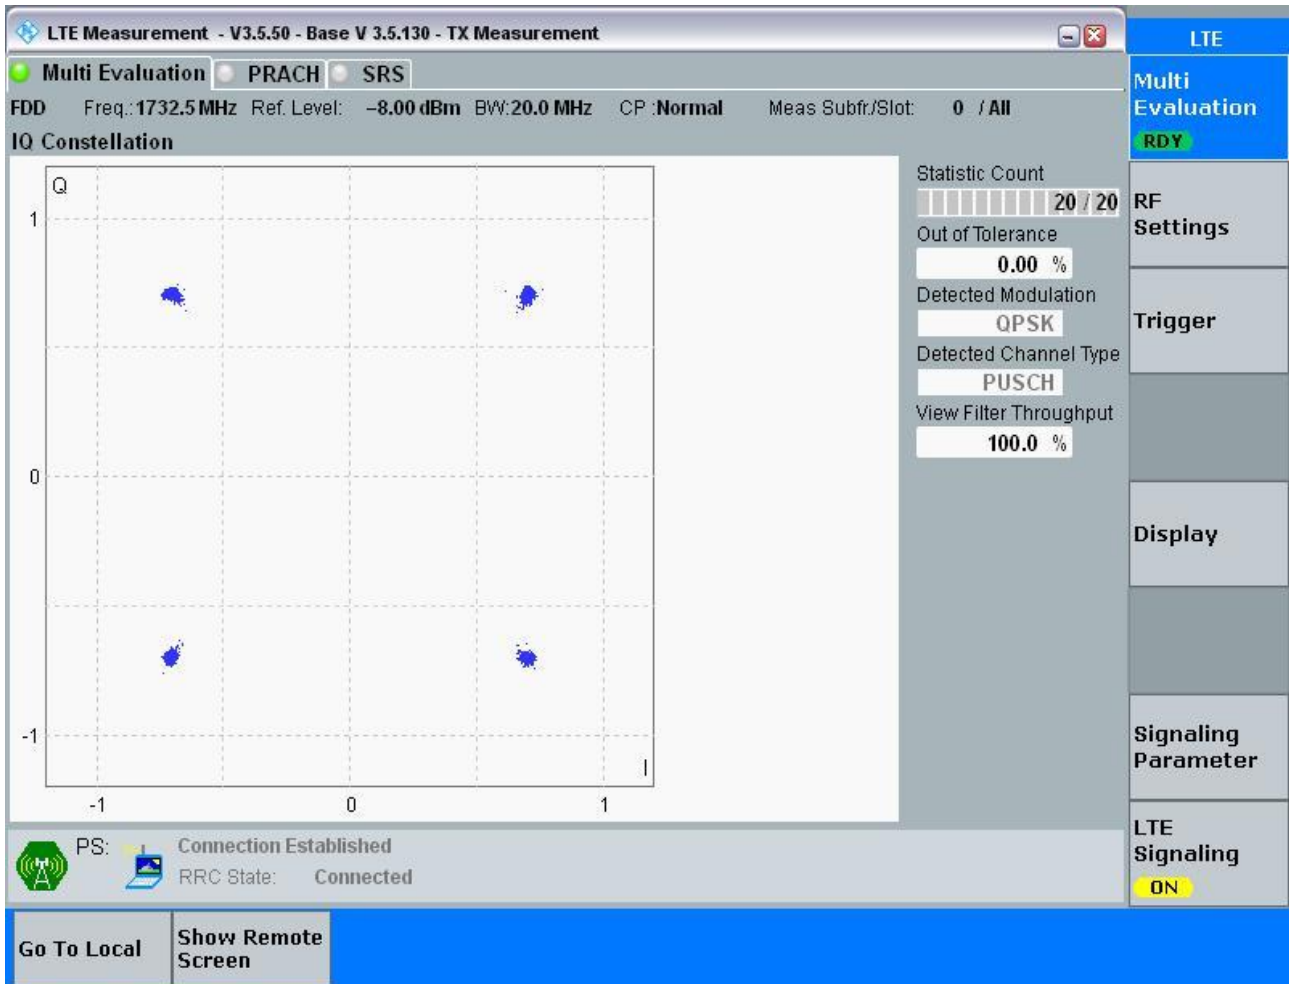 LTE Measurement - V3.5.50 - Base V 3.5.130 - TX Measurement
LTE
Multi Evaluation PRACH SRS
FDD Freq.:1732.5 MHz Ref. Level: -8.00 dBm BW:20.0 MHz CP :Normal Meas Subfr./Slot: 0 / All
IQ Constellation
Q
1
0
-1
-1 0 1
I
Statistic Count
20 / 20
Out of Tolerance
0.00 %
Detected Modulation
QPSK
Detected Channel Type
PUSCH
View Filter Throughput
100.0 %
Multi
Evaluation
RDY
RF
Settings
Trigger
Display
Signaling
Parameter
LTE
Signaling
ON
PS: Connection Established
RRC State: Connected
Go To Local
Show Remote
Screen